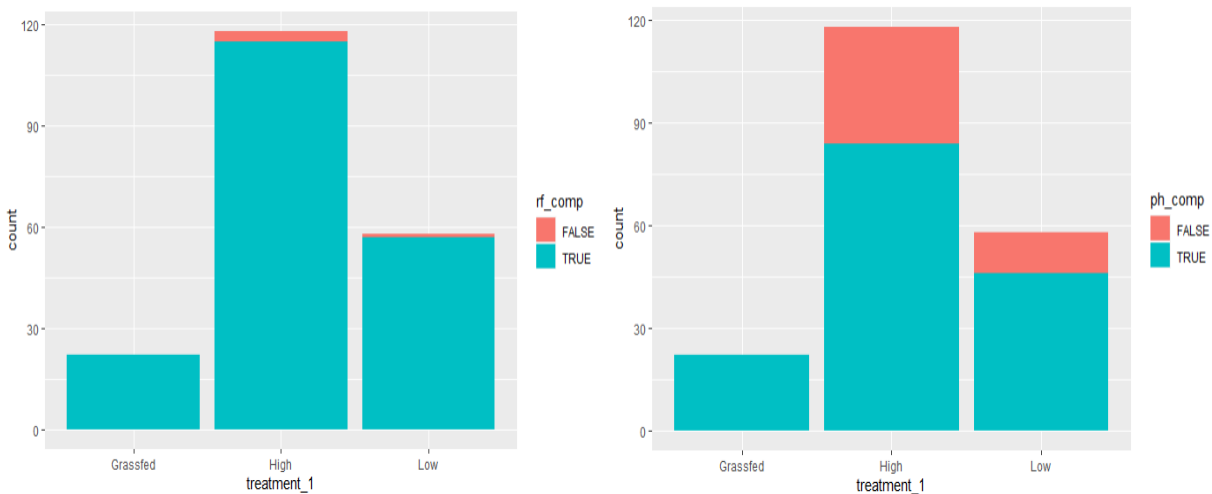 120
90
60
30
0
count
Grassfed High Low
treatment_1
rf_comp
FALSE
TRUE
120
90
60
30
0
count
Grassfed High Low
treatment_1
ph_comp
FALSE
TRUE